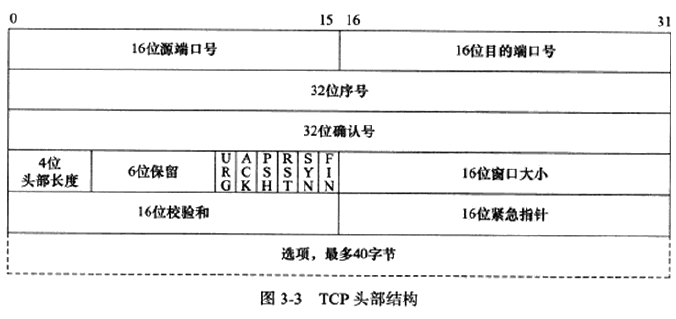 0 15 16 31
16位源端口号 16位目的端口号
32位序号
32位确认号
4位
头部长度
6位保留
URG
ACK
PSH
RST
SYN
FIN
16位窗口大小
16位校验和 16位紧急指针
选项,最多40字节
图 3-3 TCP 头部结构